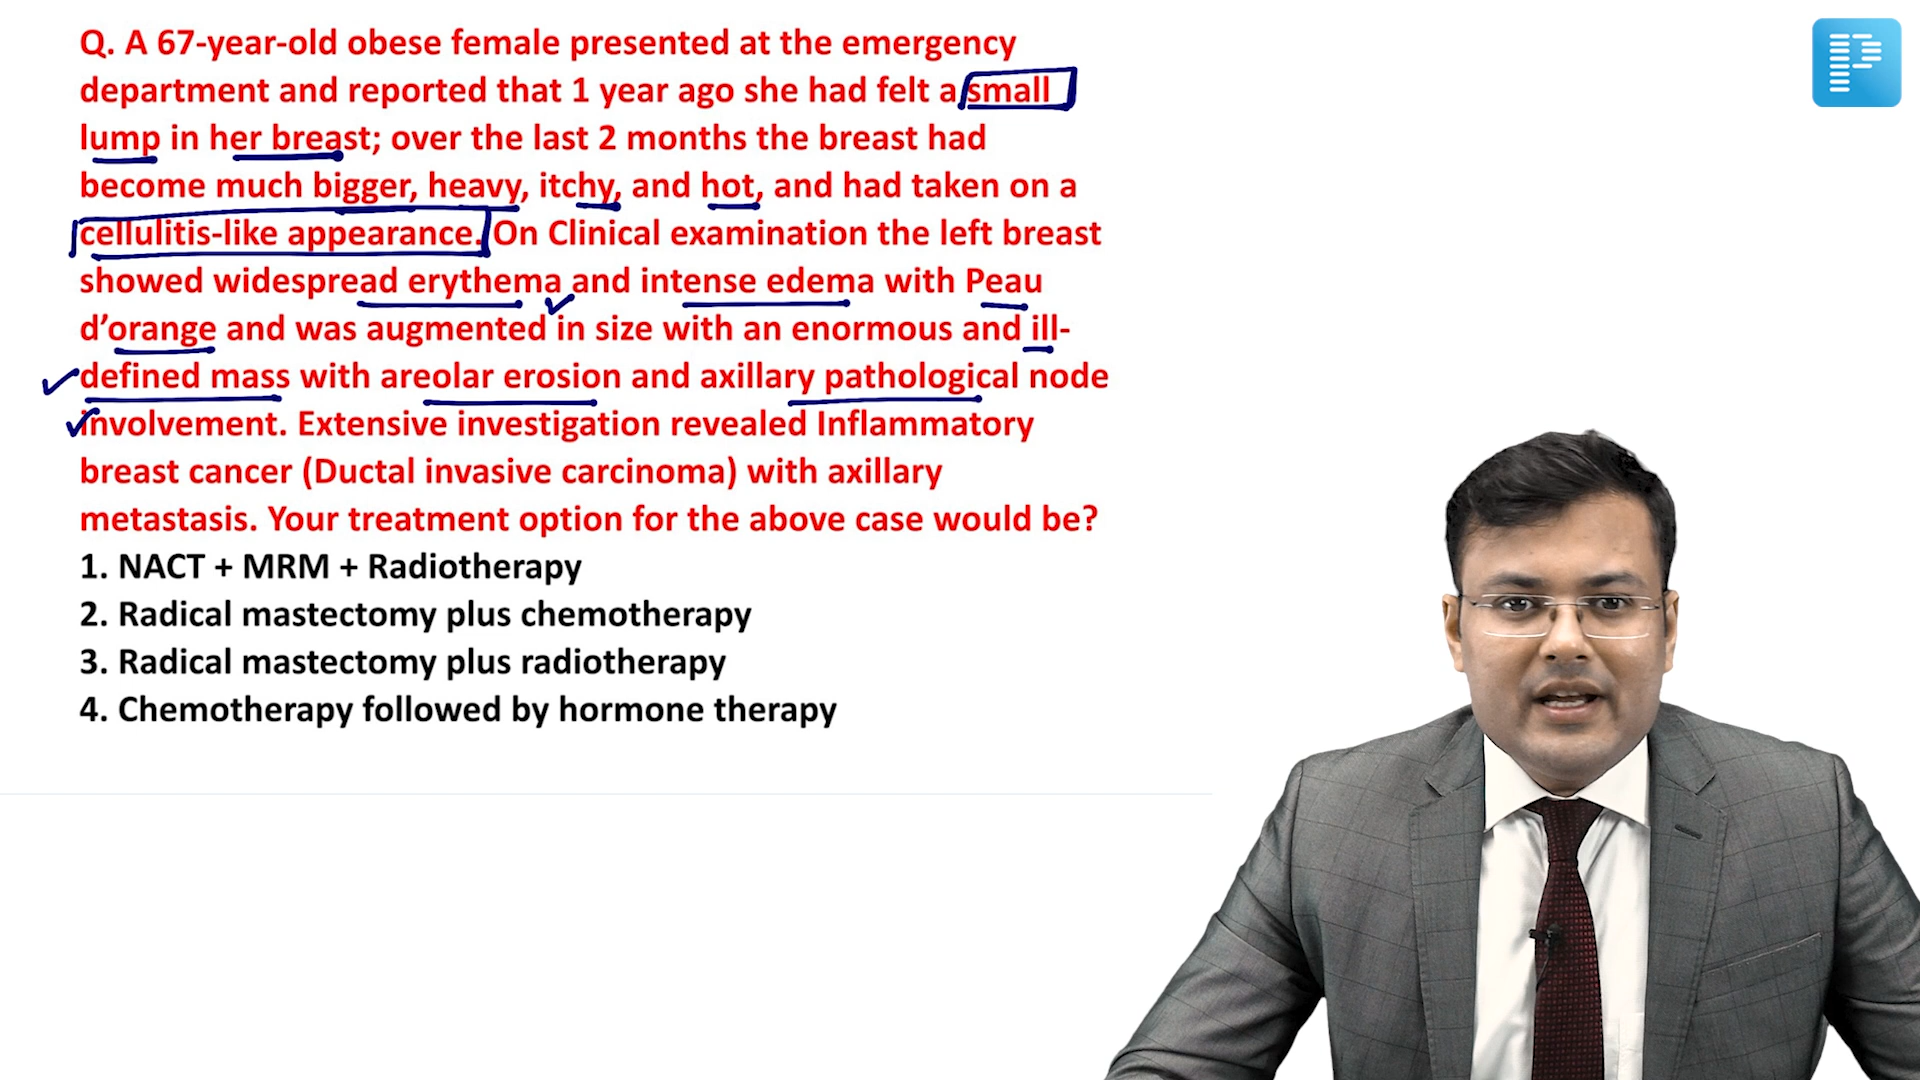 Q. A 67-year-old obese female presented at the emergency
department and reported that 1 year ago she had felt a small
lump in her breast; over the last 2 months the breast had
become much bigger, heavy, itchy, and hot, and had taken on a
cellulitis-like appearance. On Clinical examination the left breast
showed widespread erythema and intense edema with Peau
d’orange and was augmented in size with an enormous and ill-
defined mass with areolar erosion and axillary pathological node
involvement. Extensive investigation revealed Inflammatory
breast cancer (Ductal invasive carcinoma) with axillary
metastasis. Your treatment option for the above case would be?
1. NACT + MRM + Radiotherapy
2. Radical mastectomy plus chemotherapy
3. Radical mastectomy plus radiotherapy
4. Chemotherapy followed by hormone therapy